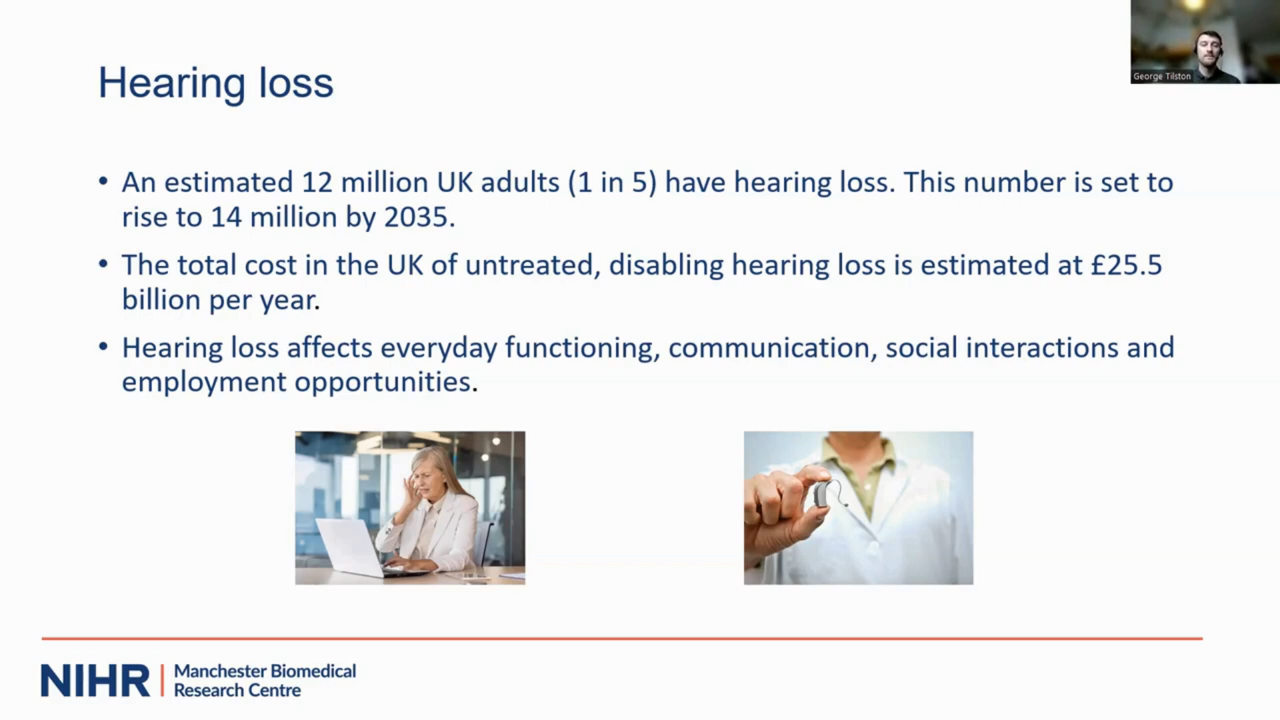 George Tilston
Hearing loss
• An estimated 12 million UK adults (1 in 5) have hearing loss. This number is set to
rise to 14 million by 2035.
• The total cost in the UK of untreated, disabling hearing loss is estimated at £25.5
billion per year.
• Hearing loss affects everyday functioning, communication, social interactions and
employment opportunities.
NIHR | Manchester Biomedical
Research Centre